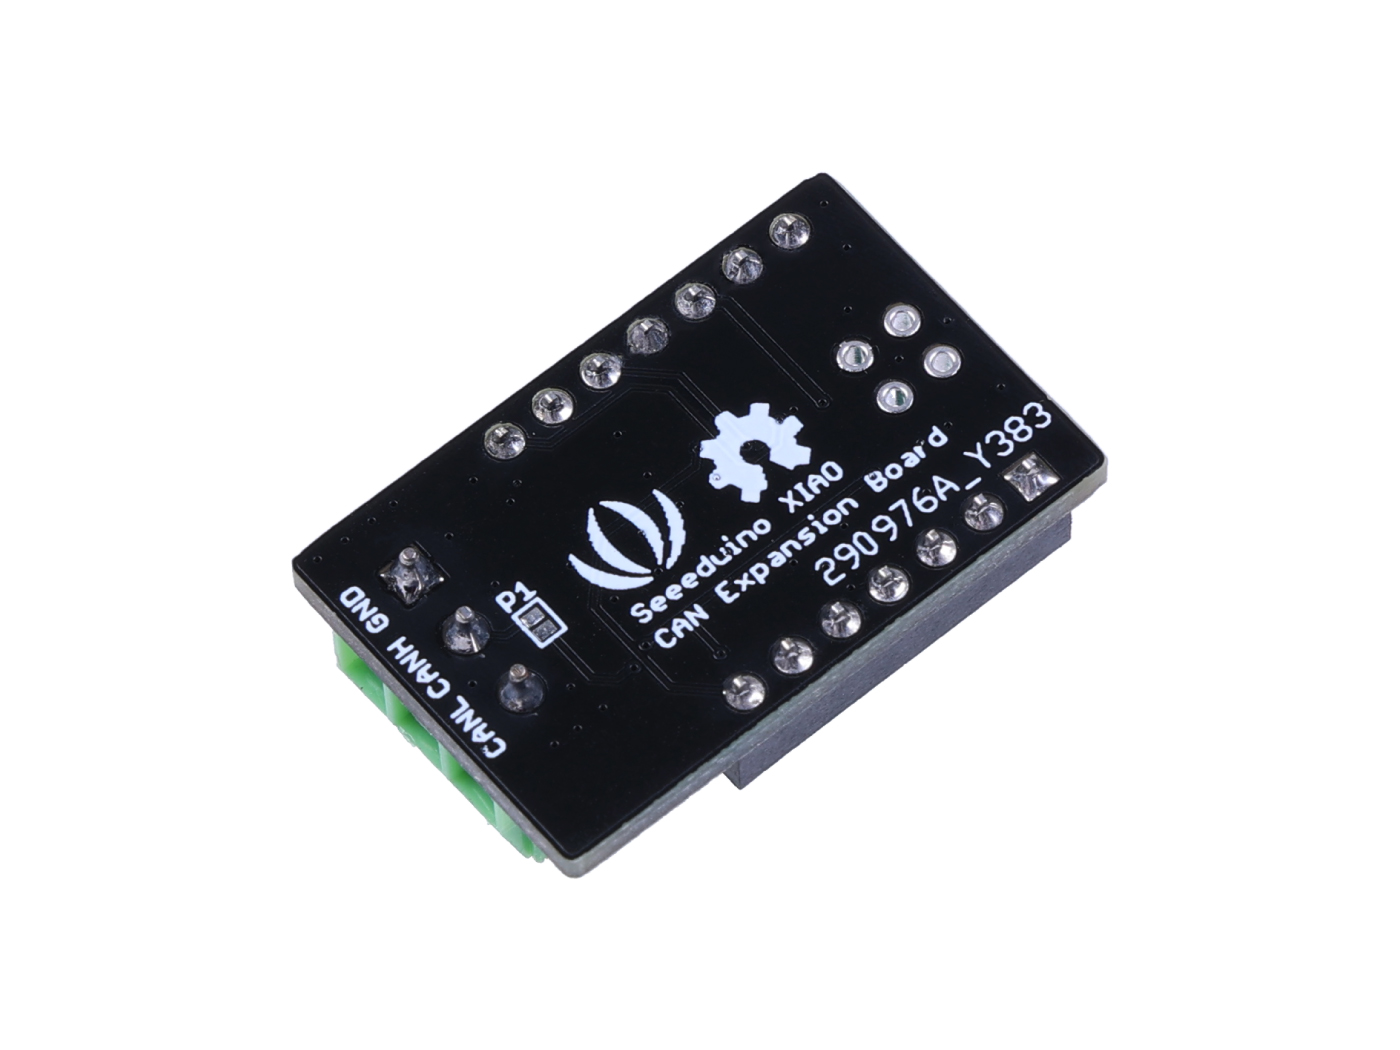 Seeeduino XIAO
CAN Expansion Board
290976A_Y383
P1
GND
CANH
CANL